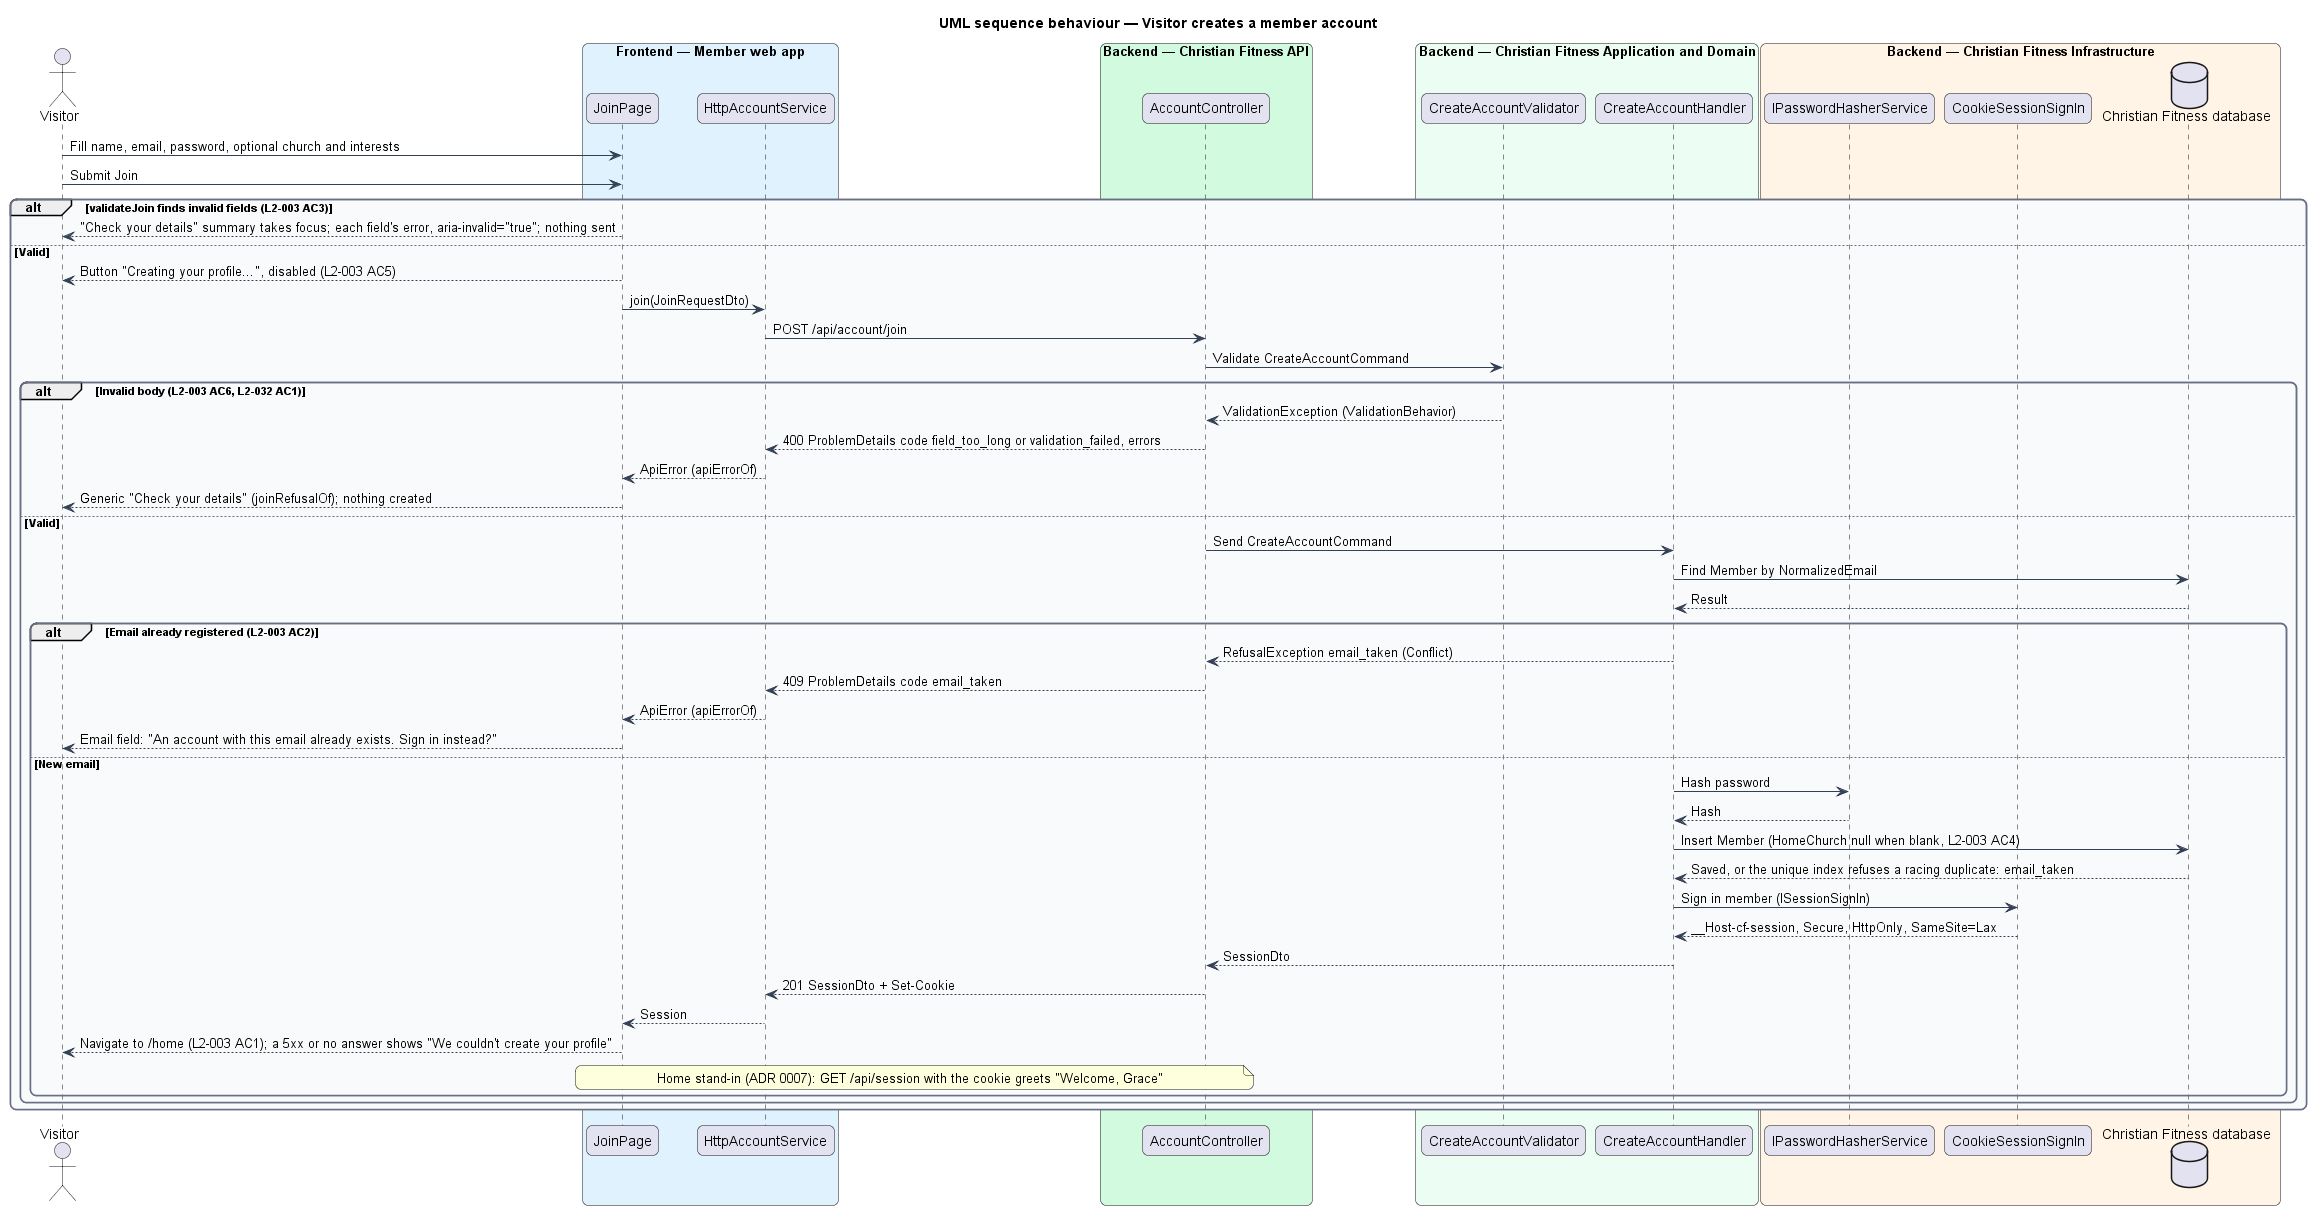 UML sequence behaviour — Visitor creates a member account
Frontend — Member web app
Backend — Christian Fitness API
Backend — Christian Fitness Application and Domain
Backend — Christian Fitness Infrastructure
Visitor
JoinPage
HttpAccountService
AccountController
CreateAccountValidator
CreateAccountHandler
IPasswordHasherService
CookieSessionSignIn
Christian Fitness database
Fill name, email, password, optional church and interests
Submit Join
alt [validateJoin finds invalid fields (L2-003 AC3)]
"Check your details" summary takes focus; each field's error, aria-invalid="true"; nothing sent
[Valid]
Button "Creating your profile...", disabled (L2-003 AC5)
join(JoinRequestDto)
POST /api/account/join
Validate CreateAccountCommand
alt [Invalid body (L2-003 AC6, L2-032 AC1)]
ValidationException (ValidationBehavior)
400 ProblemDetails code field_too_long or validation_failed, errors
ApiError (apiErrorOf)
Generic "Check your details" (joinRefusalOf); nothing created
[Valid]
Send CreateAccountCommand
Find Member by NormalizedEmail
Result
alt [Email already registered (L2-003 AC2)]
RefusalException email_taken (Conflict)
409 ProblemDetails code email_taken
ApiError (apiErrorOf)
Email field: "An account with this email already exists. Sign in instead?"
[New email]
Hash password
Hash
Insert Member (HomeChurch null when blank, L2-003 AC4)
Saved, or the unique index refuses a racing duplicate: email_taken
Sign in member (ISessionSignIn)
__Host-cf-session, Secure, HttpOnly, SameSite=Lax
SessionDto
201 SessionDto + Set-Cookie
Session
Navigate to /home (L2-003 AC1); a 5xx or no answer shows "We couldn't create your profile"
Home stand-in (ADR 0007): GET /api/session with the cookie greets "Welcome, Grace"
Visitor
JoinPage
HttpAccountService
AccountController
CreateAccountValidator
CreateAccountHandler
IPasswordHasherService
CookieSessionSignIn
Christian Fitness database